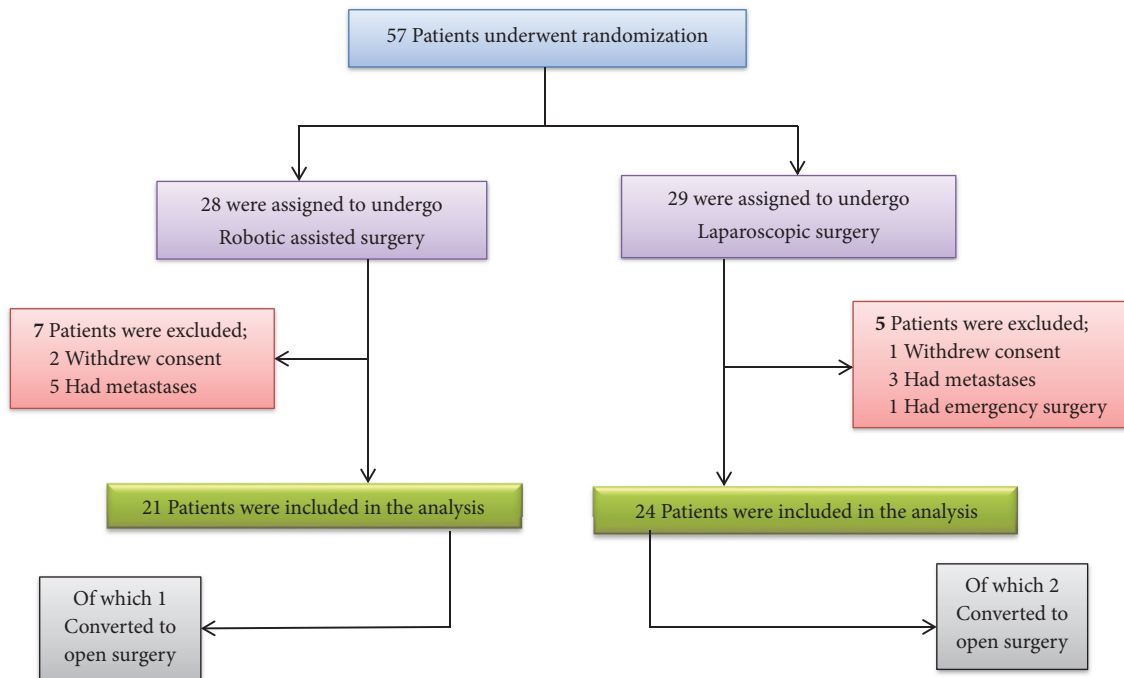 57 Patients underwent randomization
28 were assigned to undergo
Robotic assisted surgery
29 were assigned to undergo
Laparoscopic surgery
7 Patients were excluded;
2 Withdrew consent
5 Had metastases
5 Patients were excluded;
1 Withdrew consent
3 Had metastases
1 Had emergency surgery
21 Patients were included in the analysis
24 Patients were included in the analysis
Of which 1
Converted to
open surgery
Of which 2
Converted to
open surgery